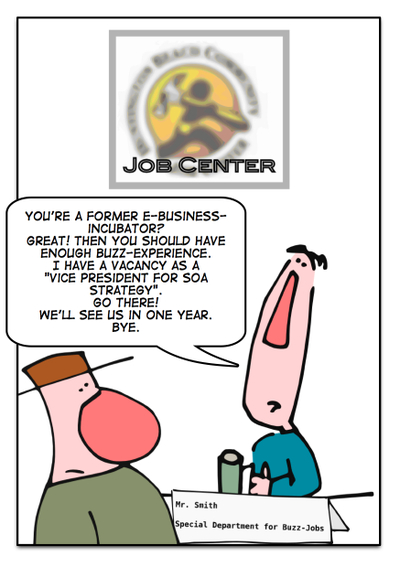 HUNTINGTON BEACH COMMUNITY
JOB CENTER
YOU'RE A FORMER E-BUSINESS-
INCUBATOR?
GREAT! THEN YOU SHOULD HAVE
ENOUGH BUZZ-EXPERIENCE.
I HAVE A VACANCY AS A
"VICE PRESIDENT FOR SOA
STRATEGY".
GO THERE!
WE'LL SEE US IN ONE YEAR.
BYE.
Mr. Smith
Special Department for Buzz-Jobs